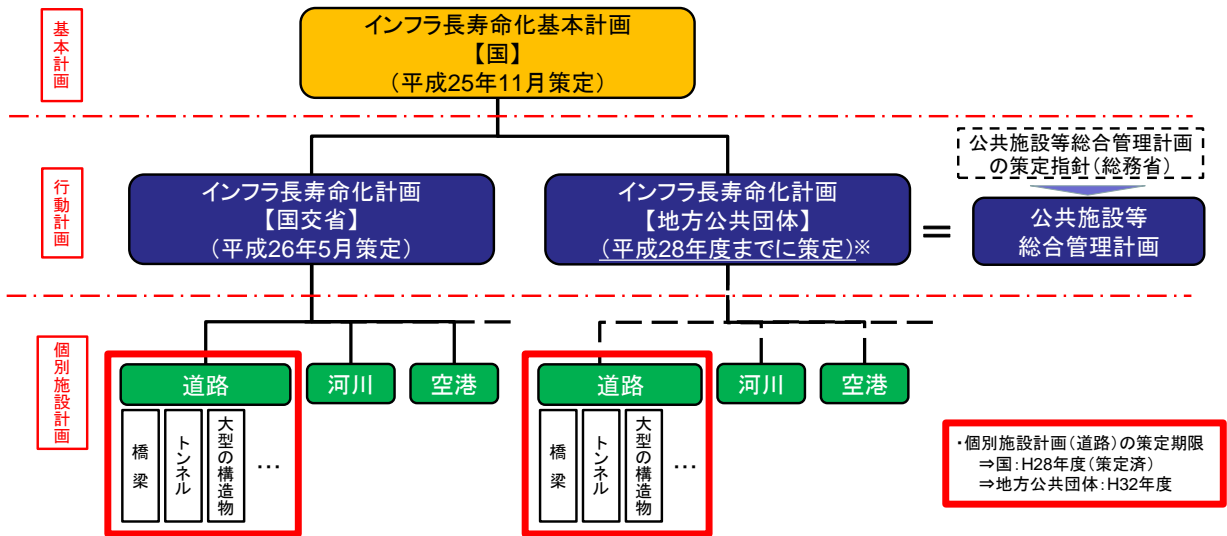 基本計画
インフラ長寿命化基本計画
【国】
（平成25年11月策定）
行動計画
インフラ長寿命化計画
【国交省】
（平成26年5月策定）
インフラ長寿命化計画
【地方公共団体】
（平成28年度までに策定）※
＝
公共施設等総合管理計画
の策定指針（総務省）
公共施設等
総合管理計画
個別施設計画
道路
河川
空港
橋梁
トンネル
大型の構造物
…
道路
河川
空港
橋梁
トンネル
大型の構造物
…
・個別施設計画（道路）の策定期限
⇒国：H28年度（策定済）
⇒地方公共団体：H32年度